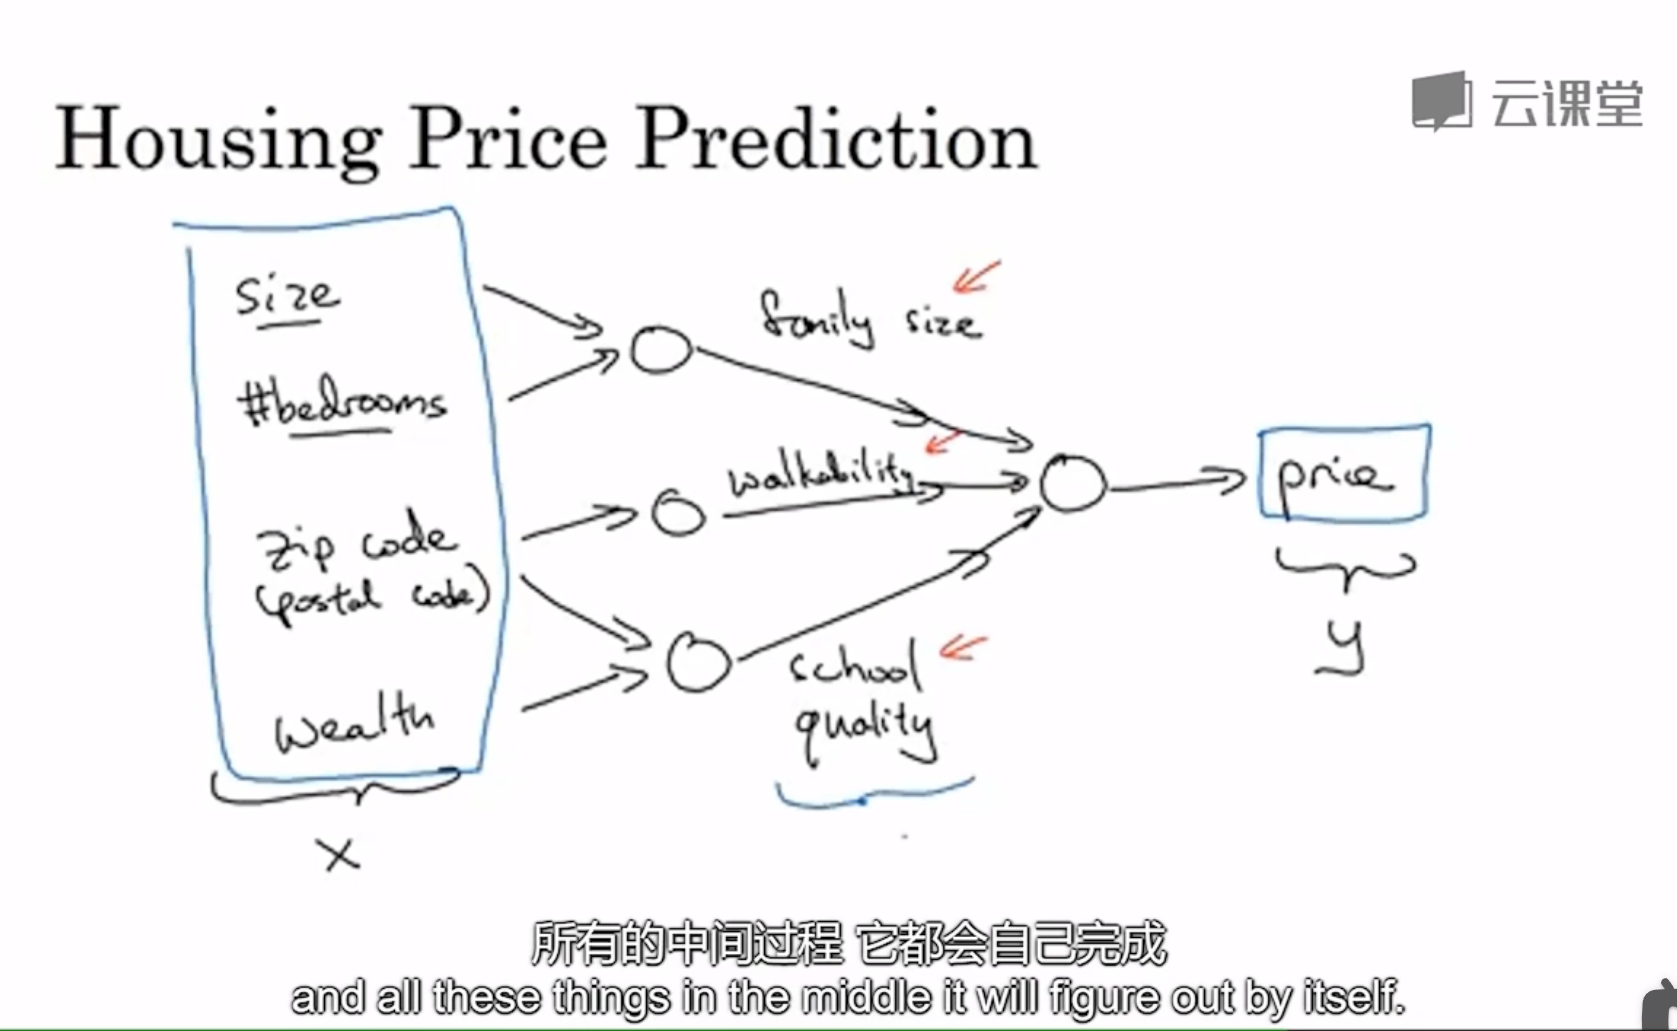 云课堂
Housing Price Prediction
size
#bedrooms
zip code
(postal code)
wealth
family size
walkability
school
quality
price
x
y
所有的中间过程 它都会自己完成
and all these things in the middle it will figure out by itself.